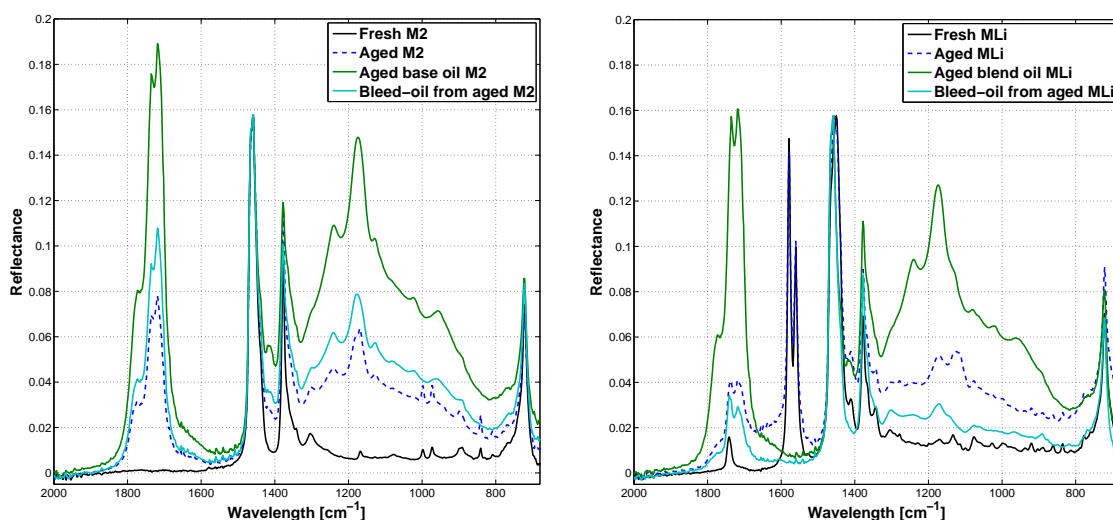 0.2
0.18
0.16
0.14
0.12
0.1
0.08
0.06
0.04
0.02
0
Reflectance
2000 1800 1600 1400 1200 1000 800
Wavelength [cm−1]
Fresh M2
Aged M2
Aged base oil M2
Bleed−oil from aged M2
0.2
0.18
0.16
0.14
0.12
0.1
0.08
0.06
0.04
0.02
0
Reflectance
2000 1800 1600 1400 1200 1000 800
Wavelength [cm−1]
Fresh MLi
Aged MLi
Aged blend oil MLi
Bleed−oil from aged MLi